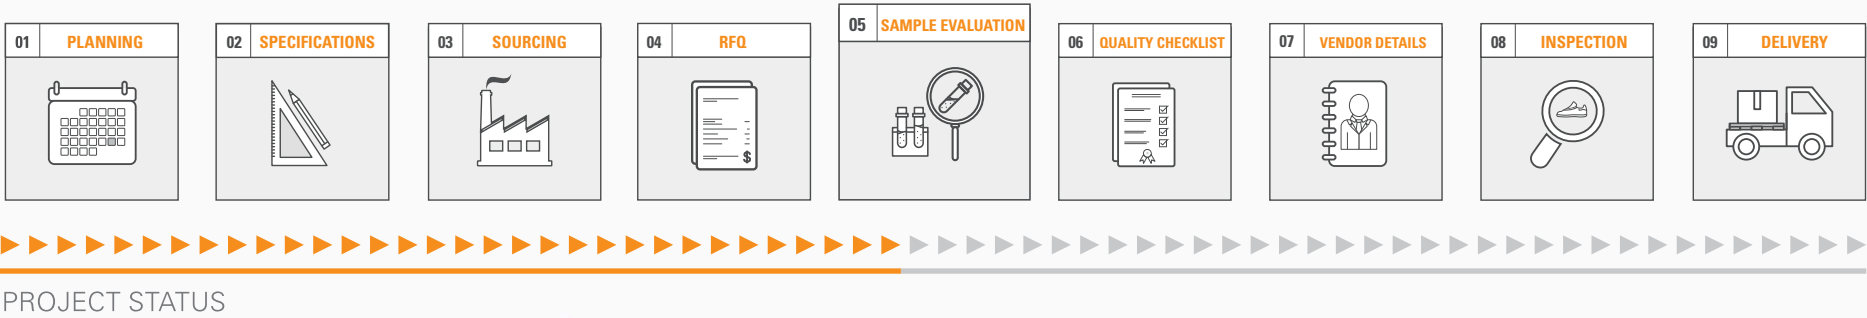 01 PLANNING
02 SPECIFICATIONS
03 SOURCING
04 RFQ
05 SAMPLE EVALUATION
06 QUALITY CHECKLIST
07 VENDOR DETAILS
08 INSPECTION
09 DELIVERY
$
PROJECT STATUS